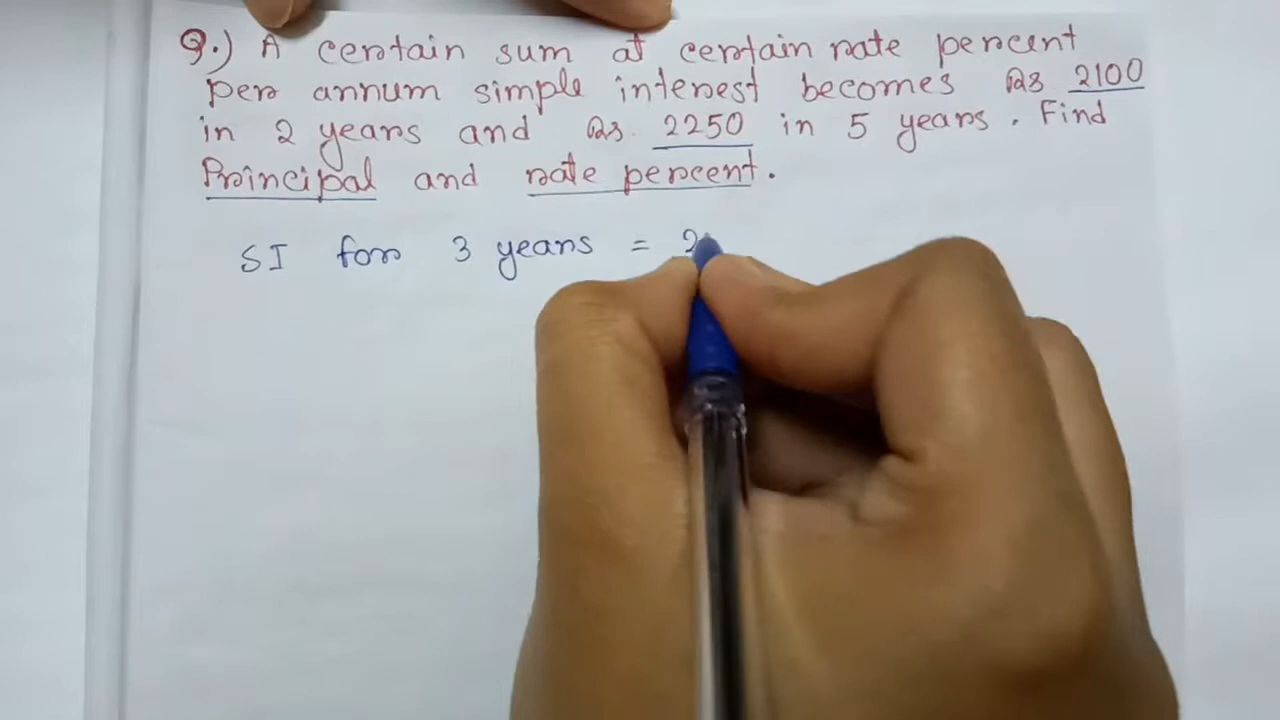 Q.) A certain sum at certain rate percent
per annum simple interest becomes Rs 2100
in 2 years and Rs. 2250 in 5 years. Find
Principal and rate percent.
SI for 3 years = 2